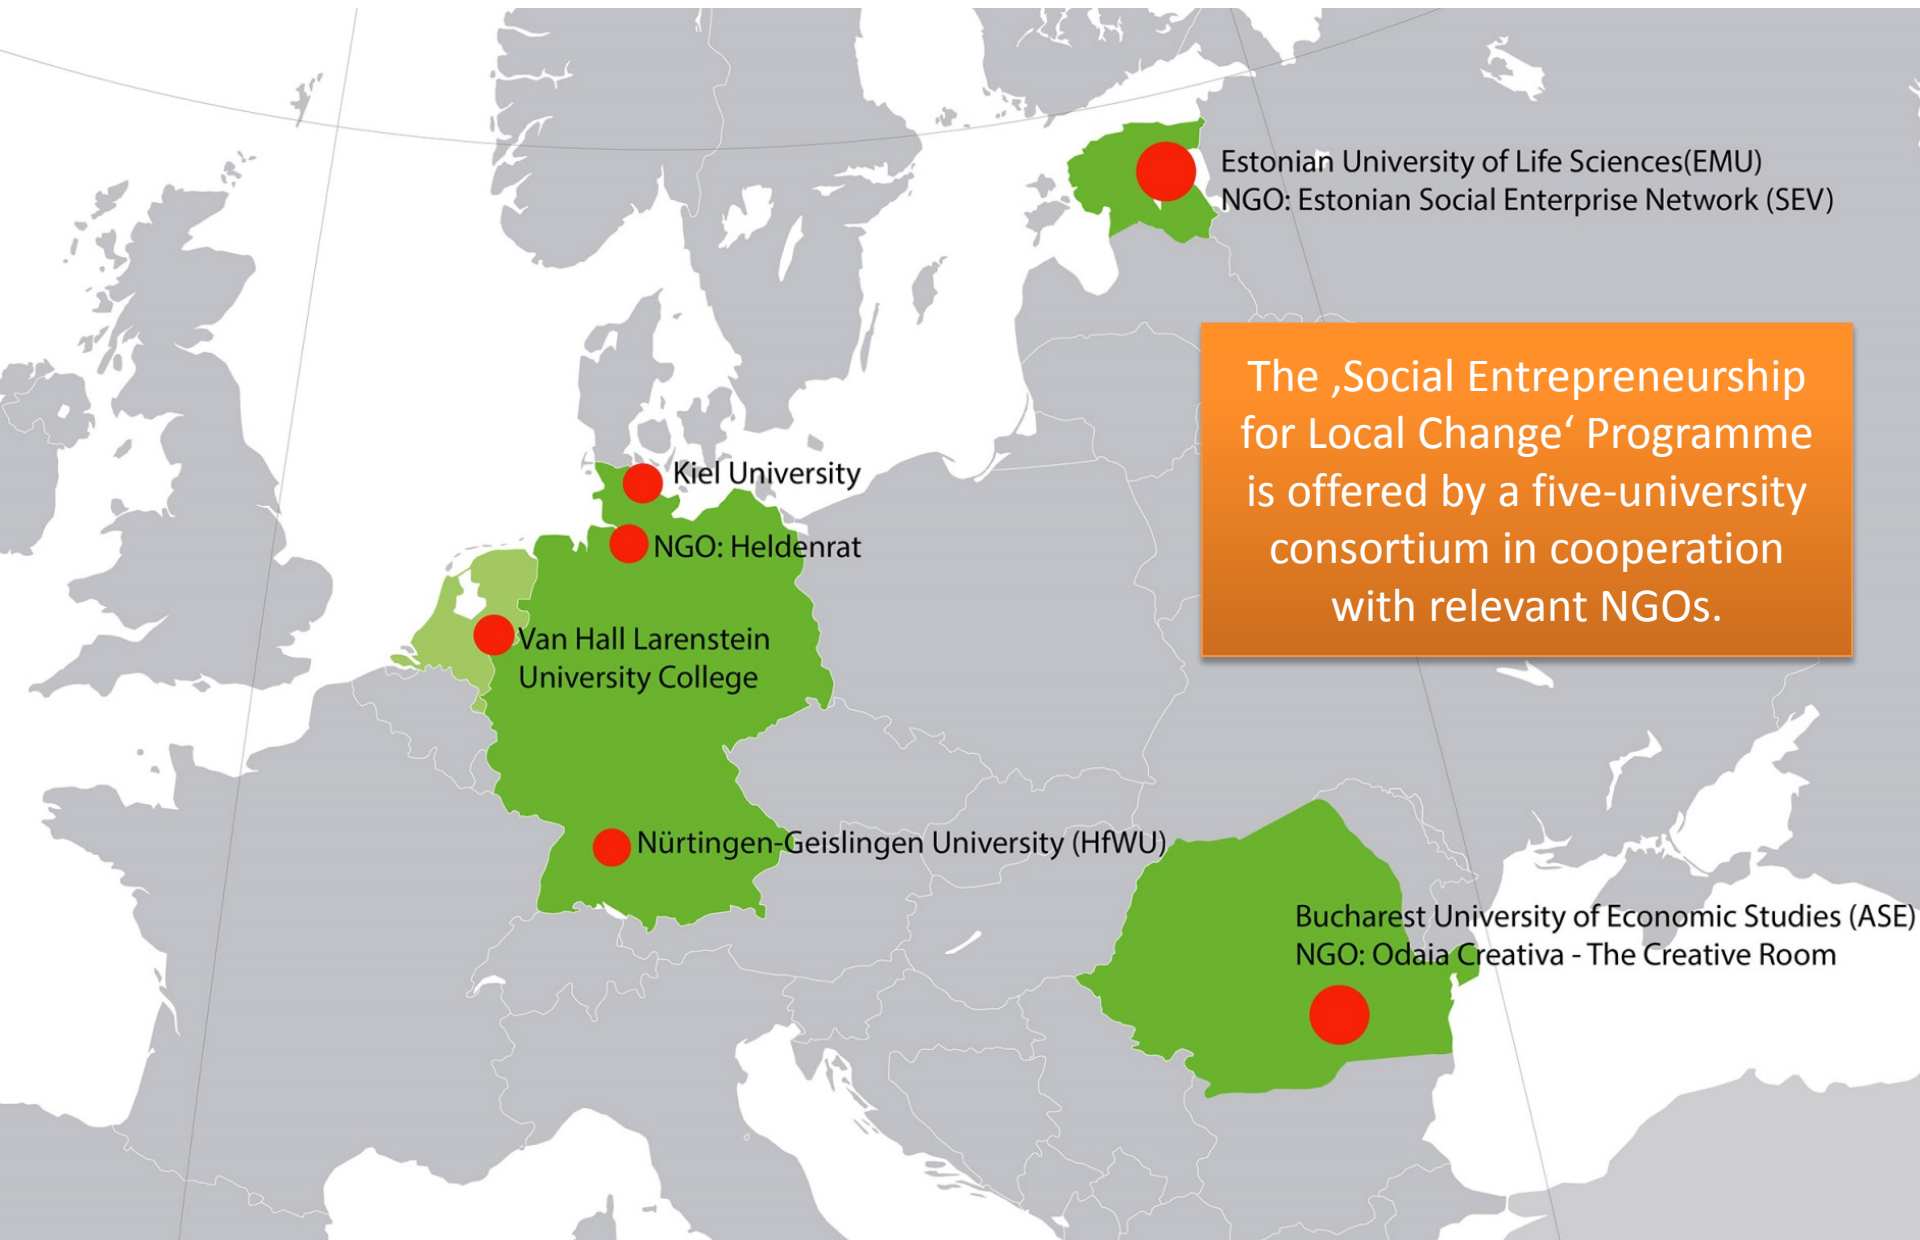 Estonian University of Life Sciences(EMU)
NGO: Estonian Social Enterprise Network (SEV)
The ‚Social Entrepreneurship
for Local Change‘ Programme
is offered by a five-university
consortium in cooperation
with relevant NGOs.
Kiel University
NGO: Heldenrat
Van Hall Larenstein
University College
Nürtingen-Geislingen University (HfWU)
Bucharest University of Economic Studies (ASE)
NGO: Odaia Creativa - The Creative Room